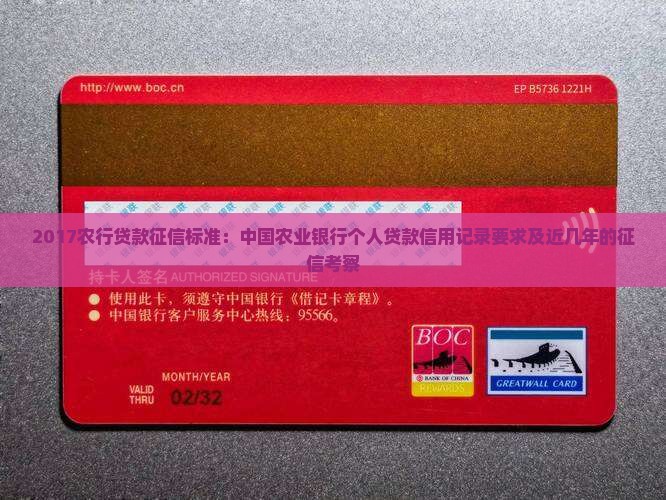 http://www.boc.cn
EP B5736 1221H
2017农行贷款征信标准：中国农业银行个人贷款信用记录要求及近几年的征
信考察
持卡人签名 AUTHORIZED SIGNATURE
● 使用此卡，须遵守中国银行《借记卡章程》。
● 中国银行客户服务中心热线：95566。
BOC
BANK OF CHINA
REWARDS
GREATWALL CARD
MONTH/YEAR
VALID
THRU
02/32